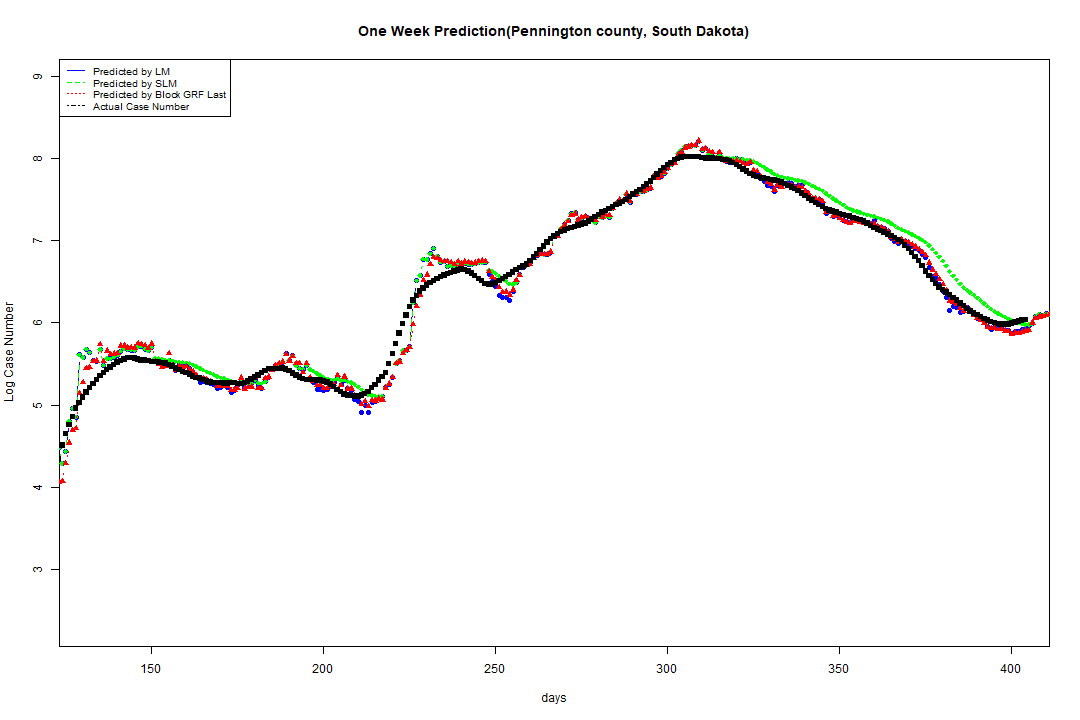 One Week Prediction(Pennington county, South Dakota)
Predicted by LM
Predicted by SLM
Predicted by Block GRF Last
Actual Case Number
9
8
7
6
5
4
3
Log Case Number
150 200 250 300 350 400
days